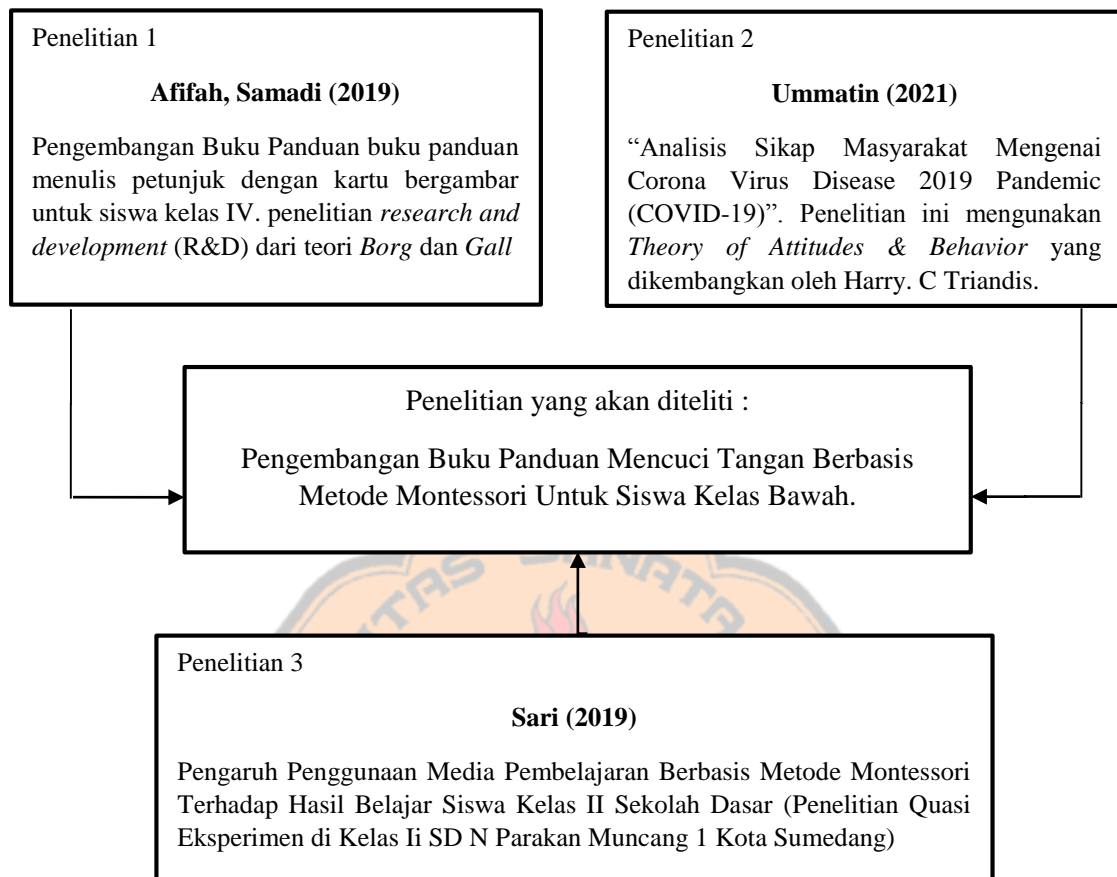 Penelitian 1
Afifah, Samadi (2019)
Pengembangan Buku Panduan buku panduan
menulis petunjuk dengan kartu bergambar
untuk siswa kelas IV. penelitian research and
development (R&D) dari teori Borg dan Gall
Penelitian 2
Ummatin (2021)
“Analisis Sikap Masyarakat Mengenai
Corona Virus Disease 2019 Pandemic
(COVID-19)”. Penelitian ini mengunakan
Theory of Attitudes & Behavior yang
dikembangkan oleh Harry. C Triandis.
Penelitian yang akan diteliti :
Pengembangan Buku Panduan Mencuci Tangan Berbasis
Metode Montessori Untuk Siswa Kelas Bawah.
TAS SANATA
Penelitian 3
Sari (2019)
Pengaruh Penggunaan Media Pembelajaran Berbasis Metode Montessori
Terhadap Hasil Belajar Siswa Kelas II Sekolah Dasar (Penelitian Quasi
Eksperimen di Kelas Ii SD N Parakan Muncang 1 Kota Sumedang)